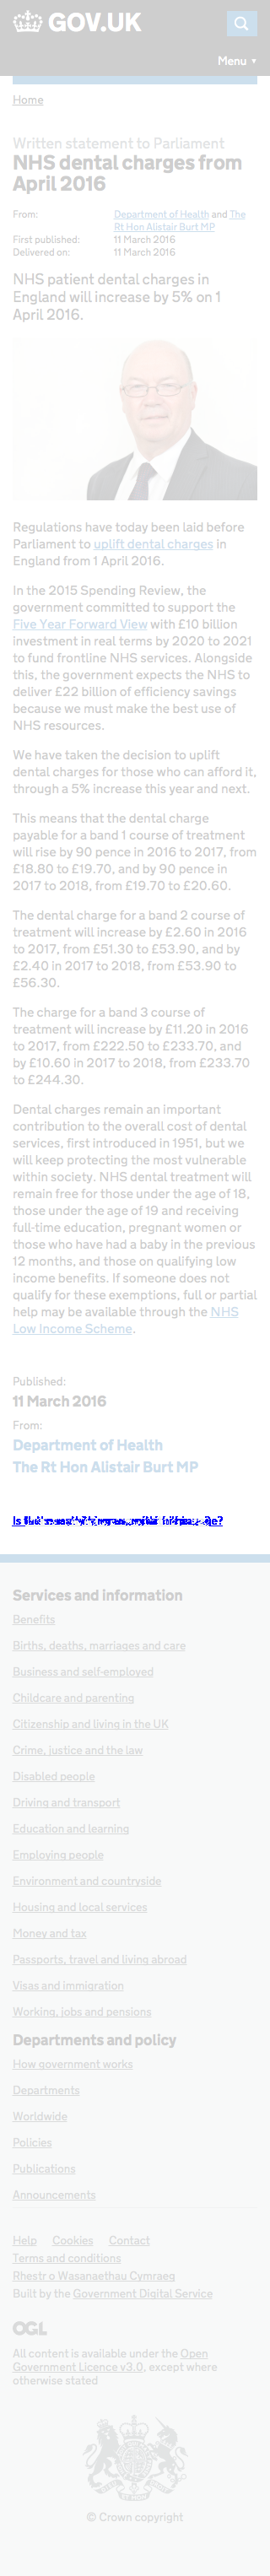 GOV.UK
Menu ▼
Home
Written statement to Parliament
NHS dental charges from
April 2016
From: Department of Health and The
Rt Hon Alistair Burt MP
First published: 11 March 2016
Delivered on: 11 March 2016
NHS patient dental charges in
England will increase by 5% on 1
April 2016.
Regulations have today been laid before
Parliament to uplift dental charges in
England from 1 April 2016.
In the 2015 Spending Review, the
government committed to support the
Five Year Forward View with £10 billion
investment in real terms by 2020 to 2021
to fund frontline NHS services. Alongside
this, the government expects the NHS to
deliver £22 billion of efficiency savings
because we must make the best use of
NHS resources.
We have taken the decision to uplift
dental charges for those who can afford it,
through a 5% increase this year and next.
This means that the dental charge
payable for a band 1 course of treatment
will rise by 90 pence in 2016 to 2017, from
£18.80 to £19.70, and by 90 pence in
2017 to 2018, from £19.70 to £20.60.
The dental charge for a band 2 course of
treatment will increase by £2.60 in 2016
to 2017, from £51.30 to £53.90, and by
£2.40 in 2017 to 2018, from £53.90 to
£56.30.
The charge for a band 3 course of
treatment will increase by £11.20 in 2016
to 2017, from £222.50 to £233.70, and
by £10.60 in 2017 to 2018, from £233.70
to £244.30.
Dental charges remain an important
contribution to the overall cost of dental
services, first introduced in 1951, but we
will keep protecting the most vulnerable
within society. NHS dental treatment will
remain free for those under the age of 18,
those under the age of 19 and receiving
full-time education, pregnant women or
those who have had a baby in the previous
12 months, and those on qualifying low
income benefits. If someone does not
qualify for these exemptions, full or partial
help may be available through the NHS
Low Income Scheme.
Published:
11 March 2016
From:
Department of Health
The Rt Hon Alistair Burt MP
Services and information
Benefits
Births, deaths, marriages and care
Business and self-employed
Childcare and parenting
Citizenship and living in the UK
Crime, justice and the law
Disabled people
Driving and transport
Education and learning
Employing people
Environment and countryside
Housing and local services
Money and tax
Passports, travel and living abroad
Visas and immigration
Working, jobs and pensions
Departments and policy
How government works
Departments
Worldwide
Policies
Publications
Announcements
Help Cookies Contact
Terms and conditions
Rhestr o Wasanaethau Cymraeg
Built by the Government Digital Service
OGL
All content is available under the Open
Government Licence v3.0, except where
otherwise stated
© Crown copyright